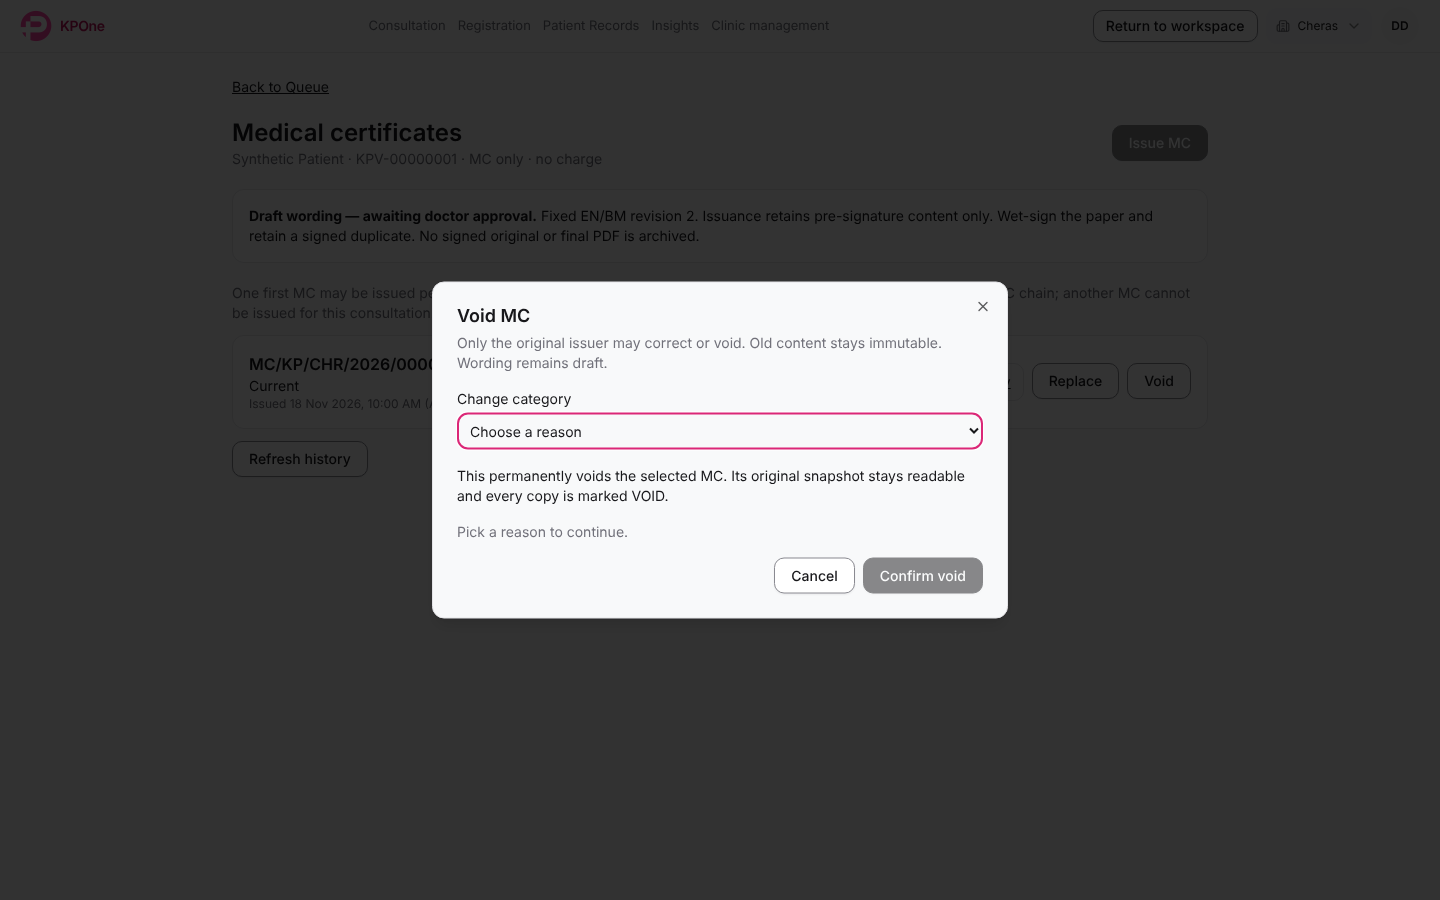 KPOne
Consultation Registration Patient Records Insights Clinic management
Return to workspace
Cheras
DD
Back to Queue
Medical certificates
Synthetic Patient · KPV-00000001 · MC only · no charge
Issue MC
Draft wording — awaiting doctor approval. Fixed EN/BM revision 2. Issuance retains pre-signature content only. Wet-sign the paper and
retain a signed duplicate. No signed original or final PDF is archived.
One first MC may be issued
chain; another MC cannot
be issued for this consultation
MC/KP/CHR/2026/000
Current
Issued 18 Nov 2026, 10:00 AM
Replace
Void
Refresh history
Void MC
Only the original issuer may correct or void. Old content stays immutable.
Wording remains draft.
Change category
Choose a reason
This permanently voids the selected MC. Its original snapshot stays readable
and every copy is marked VOID.
Pick a reason to continue.
Cancel
Confirm void